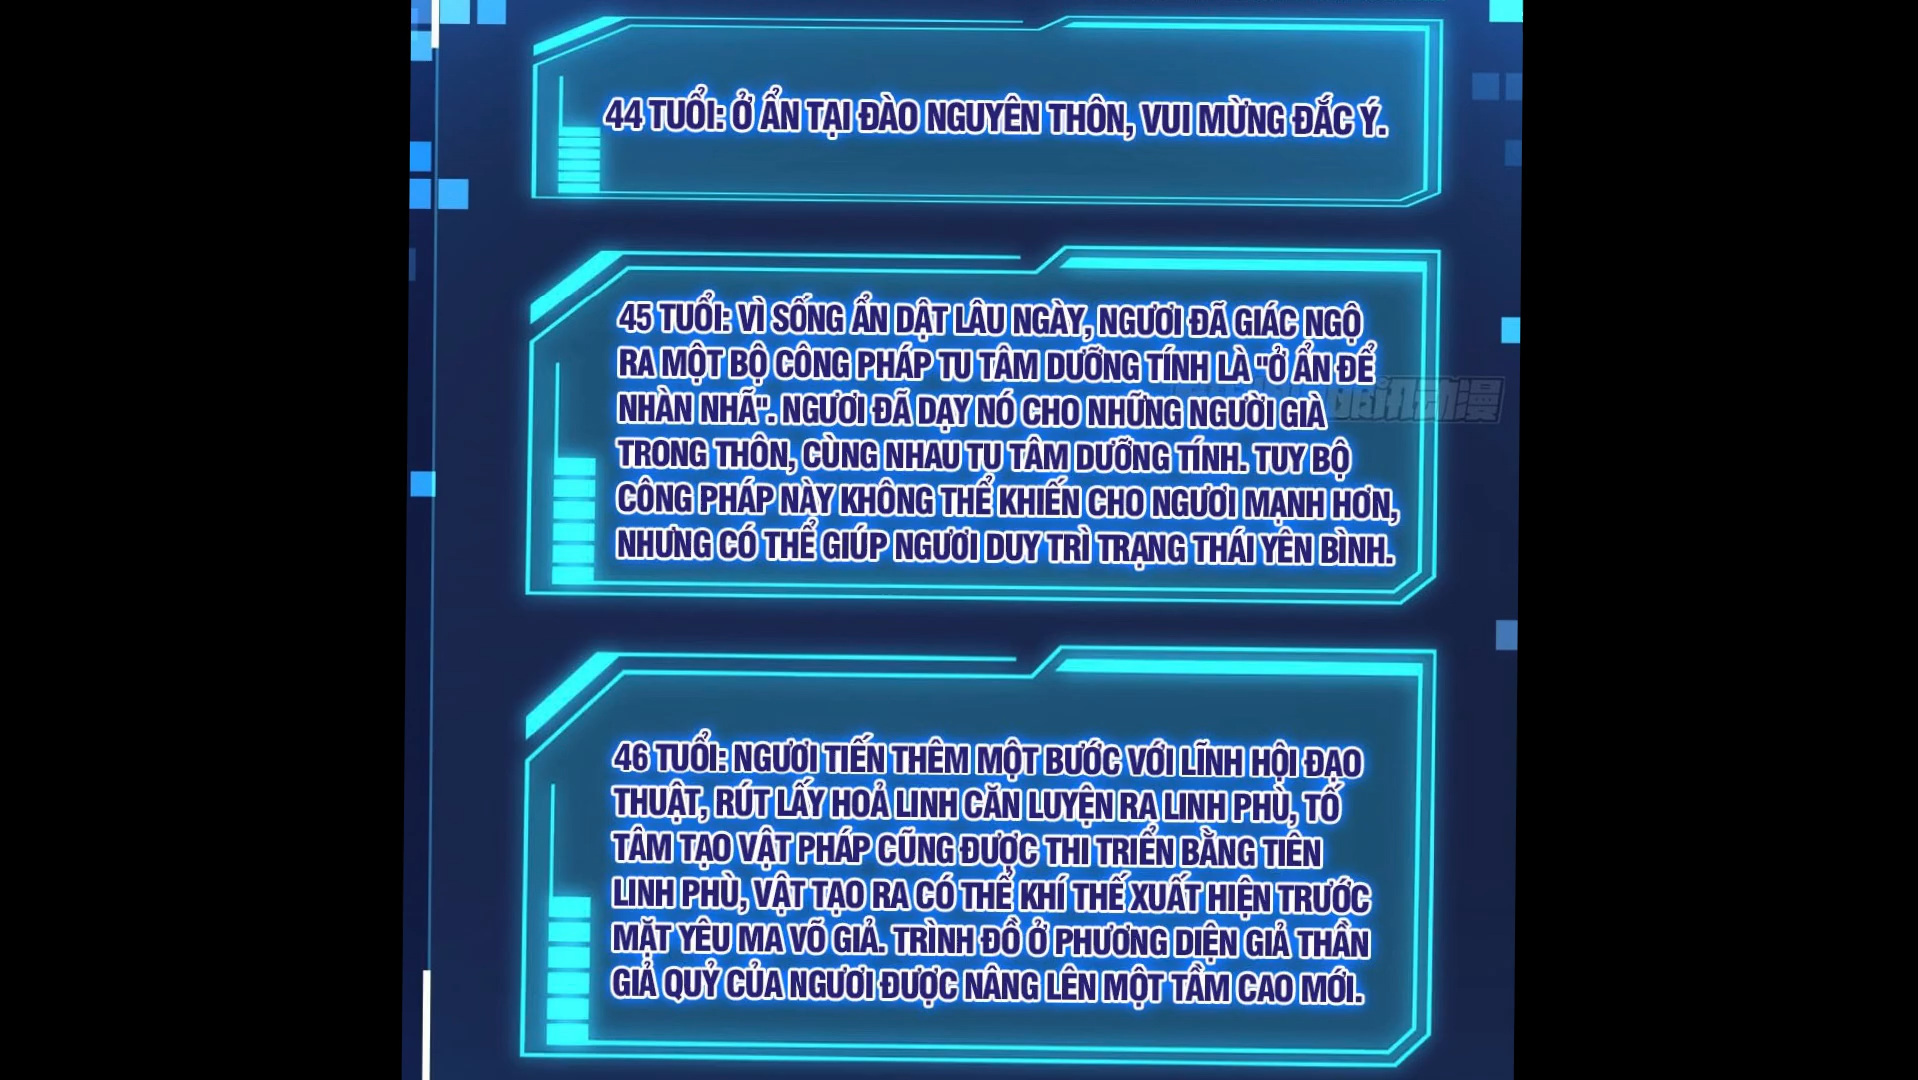 44 TUỔI: Ở ẨN TẠI ĐÀO NGUYÊN THÔN, VUI MỪNG ĐẮC Ý.
45 TUỔI: VÌ SỐNG ẨN DẬT LÂU NGÀY, NGƯƠI ĐÃ GIÁC NGỘ
RA MỘT BỘ CÔNG PHÁP TU TÂM DƯỠNG TÍNH LÀ "Ở ẨN ĐỂ
NHÀN NHÃ". NGƯƠI ĐÃ DẠY NÓ CHO NHỮNG NGƯỜI GIÀ
TRONG THÔN, CÙNG NHAU TU TÂM DƯỠNG TÍNH. TUY BỘ
CÔNG PHÁP NÀY KHÔNG THỂ KHIẾN CHO NGƯƠI MẠNH HƠN,
NHƯNG CÓ THỂ GIÚP NGƯƠI DUY TRÌ TRẠNG THÁI YÊN BÌNH.
46 TUỔI: NGƯƠI TIẾN THÊM MỘT BƯỚC VỚI LĨNH HỘI ĐẠO
THUẬT, RÚT LẤY HOẢ LINH CĂN LUYỆN RA LINH PHÙ, TỐ
TÂM TẠO VẬT PHÁP CŨNG ĐƯỢC THI TRIỂN BẰNG TIÊN
LINH PHÙ, VẬT TẠO RA CÓ THỂ KHÍ THẾ XUẤT HIỆN TRƯỚC
MẶT YÊU MA VÕ GIẢ. TRÌNH ĐỒ Ở PHƯƠNG DIỆN GIẢ THẦN
GIẢ QUỶ CỦA NGƯƠI ĐƯỢC NÂNG LÊN MỘT TẦM CAO MỚI.